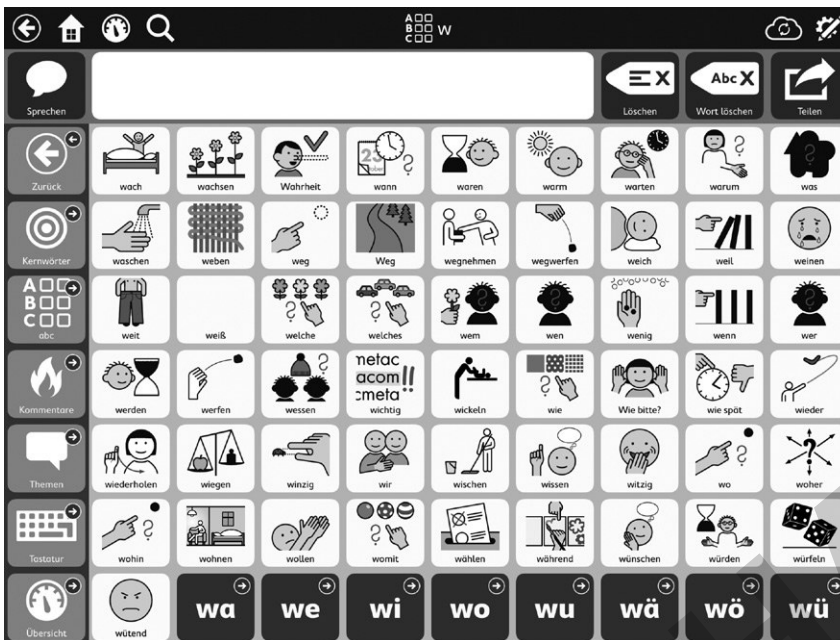 A B C w
Sprechen Löschen Abc X Wort löschen Teilen
Zurück wach wachsen 23 Wahrheit wann waren warm warten warum was
Kernwörter waschen weben weg Weg wegnehmen wegwerfen weich weil weinen
A B C abc weit weiß welche welches wem wen wenig wenn wer
Kommentare werden werfen wessen metac acom!! cmeta wichtig wickeln wie Wie bitte? wie spät wieder
Themen wiederholen wiegen winzig wir wischen wissen witzig wo woher
Tastatur wohin wohnen wollen womit wählen während wünschen würden würfeln
Übersicht wütend wa we wi wo wu wä wö wü